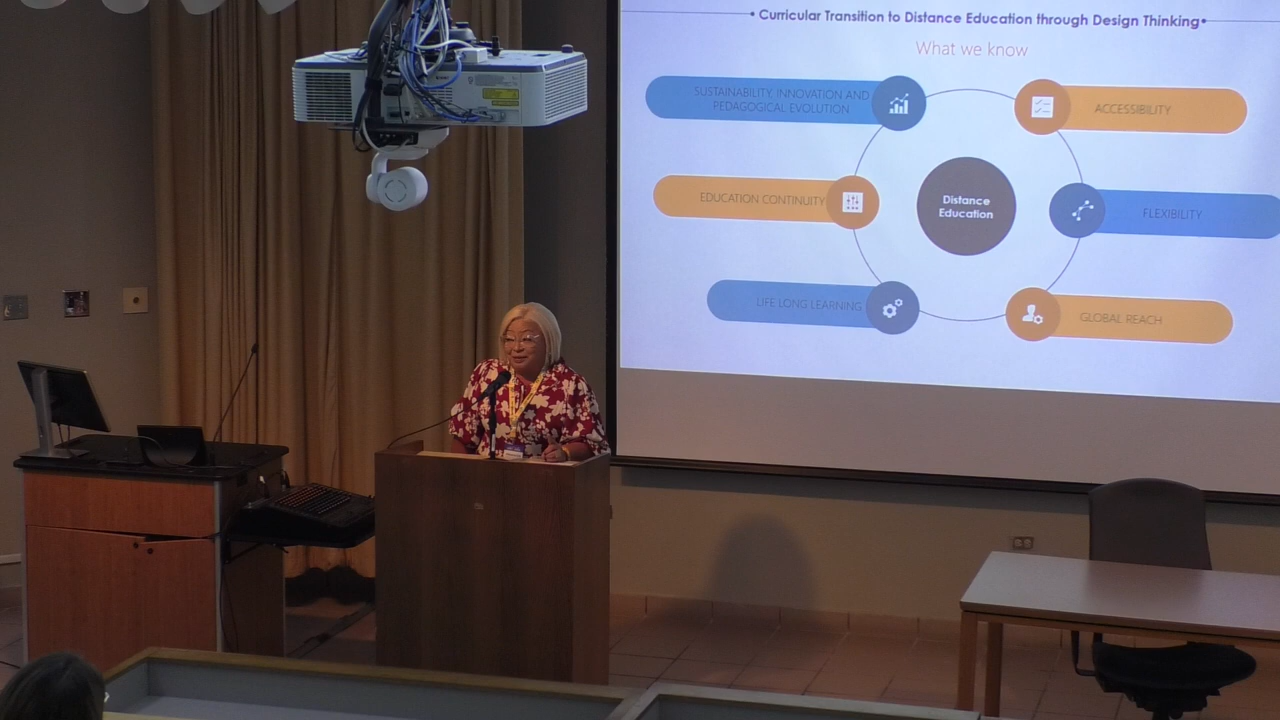 • Curricular Transition to Distance Education through Design Thinking•
What we know
SUSTAINABILITY, INNOVATION AND
PEDAGOGICAL EVOLUTION
ACCESSIBILITY
EDUCATION CONTINUITY
Distance
Education
FLEXIBILITY
LIFE LONG LEARNING
GLOBAL REACH